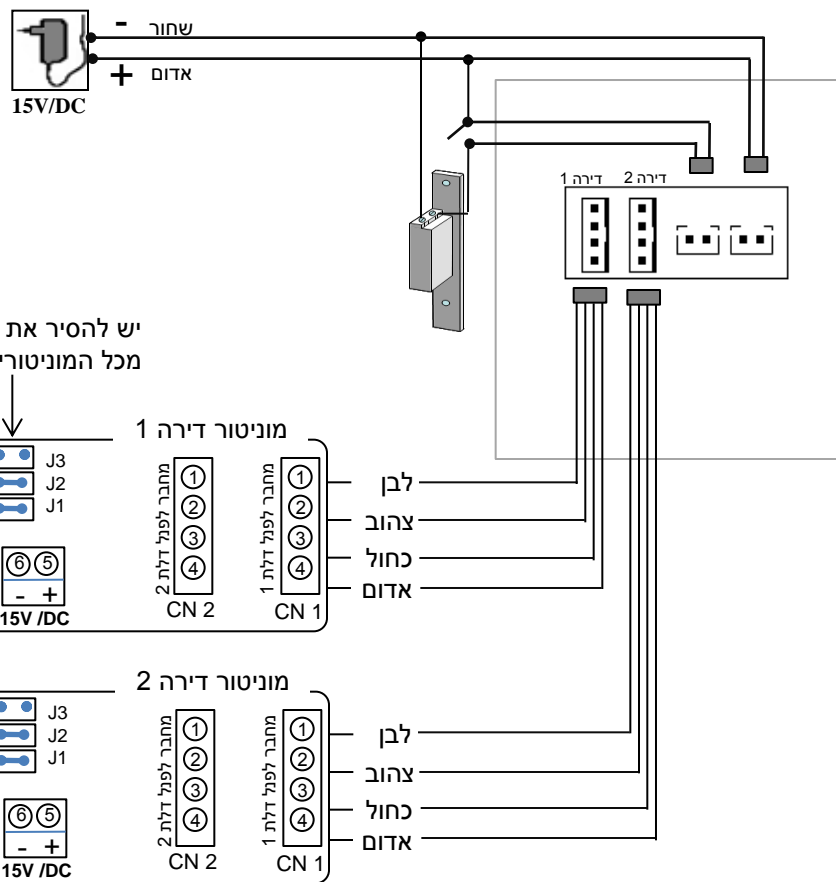 שחור
-
אדום
+
15V/DC
דירה 1
דירה 2
יש להסיר את
מכל המוניטורי
מוניטור דירה 1
J3
J2
J1
6 5
- +
15V /DC
מחבר לפנל דלת 2
1
2
3
4
CN 2
מחבר לפנל דלת 1
1
2
3
4
CN 1
לבן
צהוב
כחול
אדום
מוניטור דירה 2
J3
J2
J1
6 5
- +
15V /DC
מחבר לפנל דלת 2
1
2
3
4
CN 2
מחבר לפנל דלת 1
1
2
3
4
CN 1
לבן
צהוב
כחול
אדום